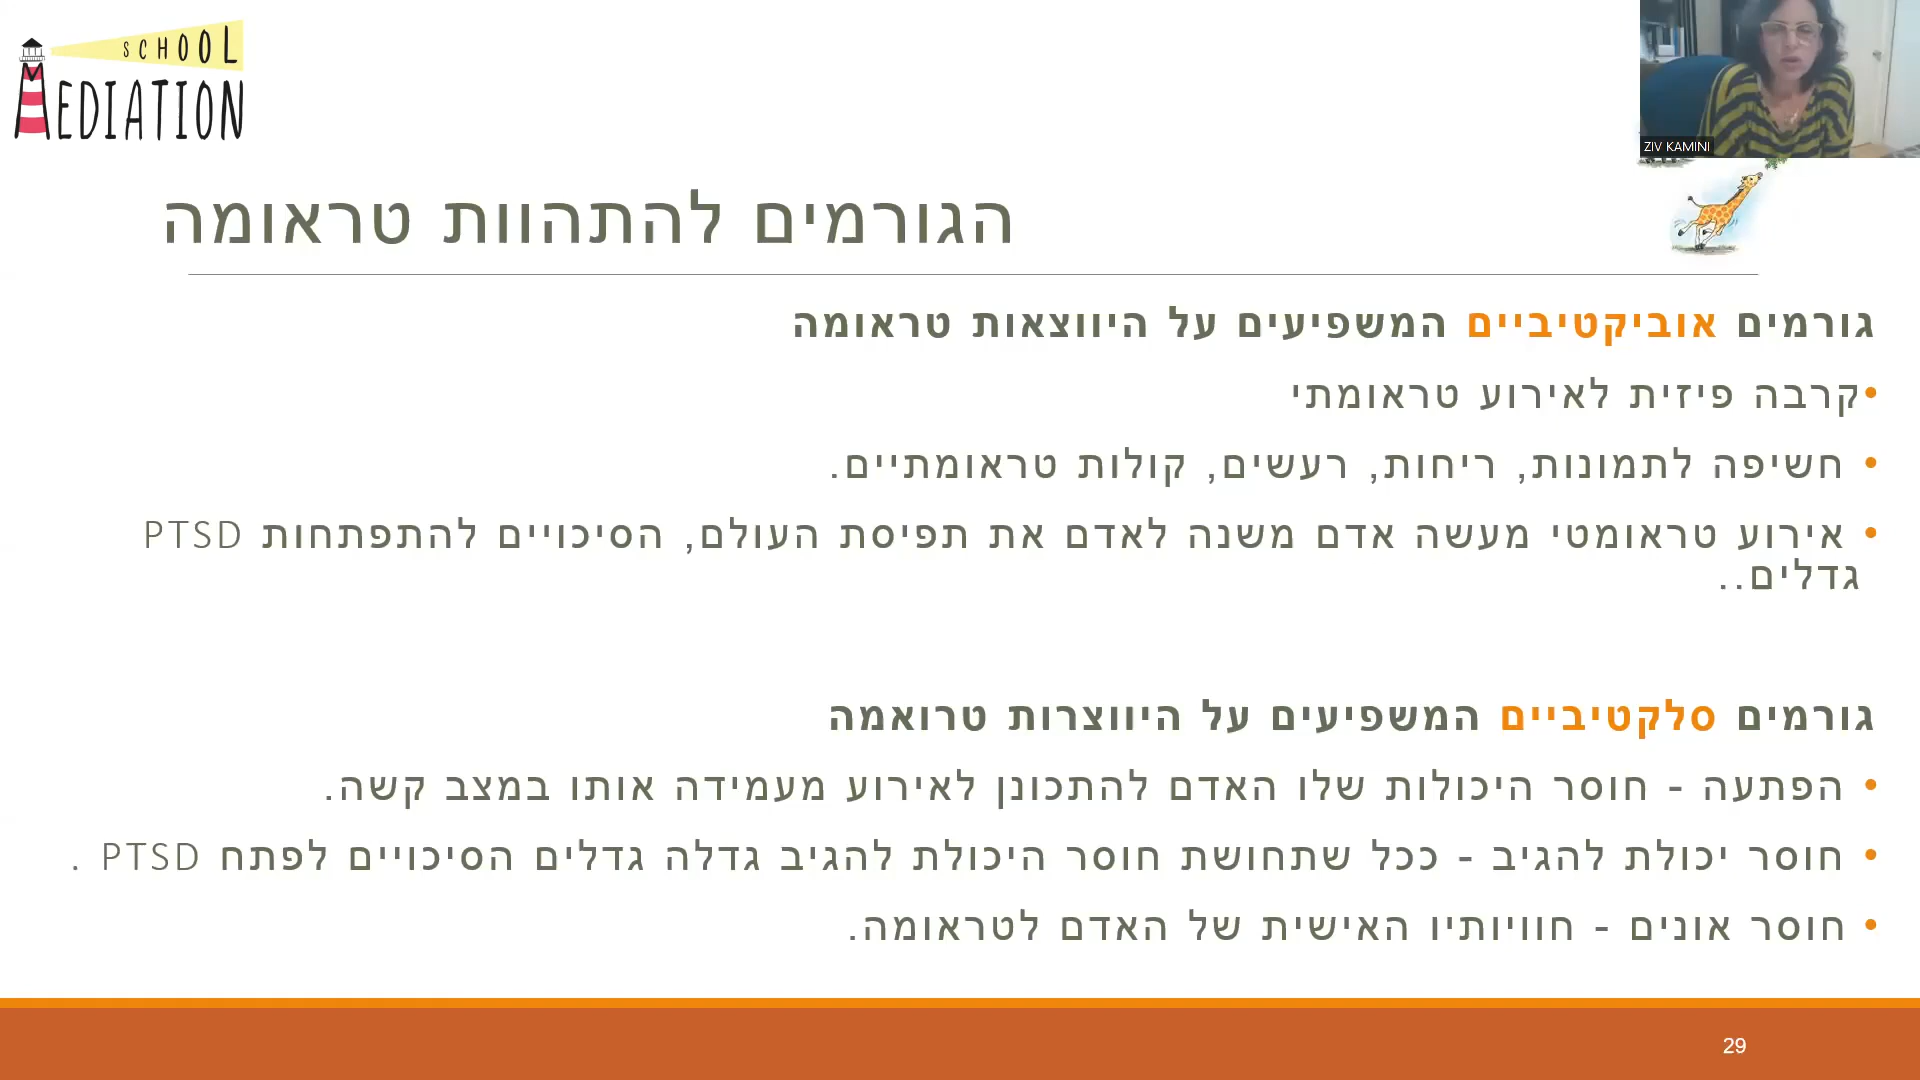 SCHOOL
MEDIATION
ZIV KAMINI
הגורמים להתהוות טראומה
גורמים אוביקטיביים המשפיעים על היווצאות טראומה
•קרבה פיזית לאירוע טראומתי
• חשיפה לתמונות, ריחות, רעשים, קולות טראומתיים.
• אירוע טראומטי מעשה אדם משנה לאדם את תפיסת העולם, הסיכויים להתפתחות PTSD
גדלים..
גורמים סלקטיביים המשפיעים על היווצרות טרואמה
• הפתעה - חוסר היכולות שלו האדם להתכונן לאירוע מעמידה אותו במצב קשה.
• חוסר יכולת להגיב - ככל שתחושת חוסר היכולת להגיב גדלה גדלים הסיכויים לפתח PTSD .
• חוסר אונים - חוויותיו האישית של האדם לטראומה.
29